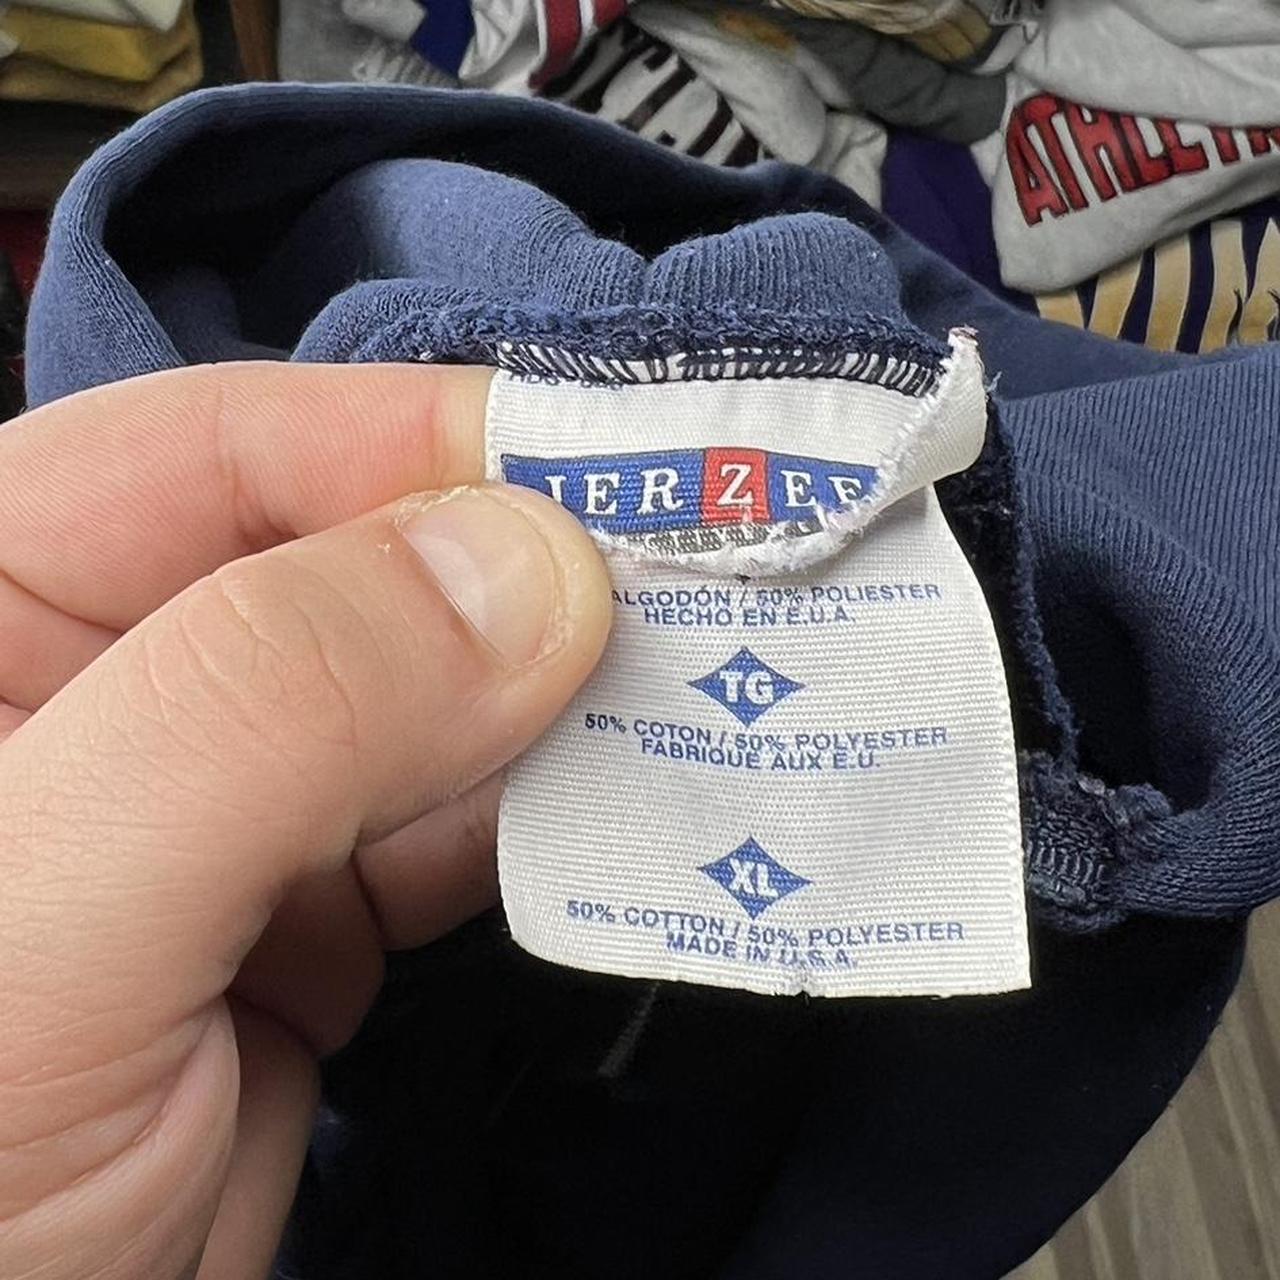 JERZEE
ALGODÓN / 50% POLIESTER
HECHO EN E.U.A.
TG
50% COTON / 50% POLYESTER
FABRIQUE AUX E.U.
XL
50% COTTON / 50% POLYESTER
MADE IN U.S.A.
ATHLETI